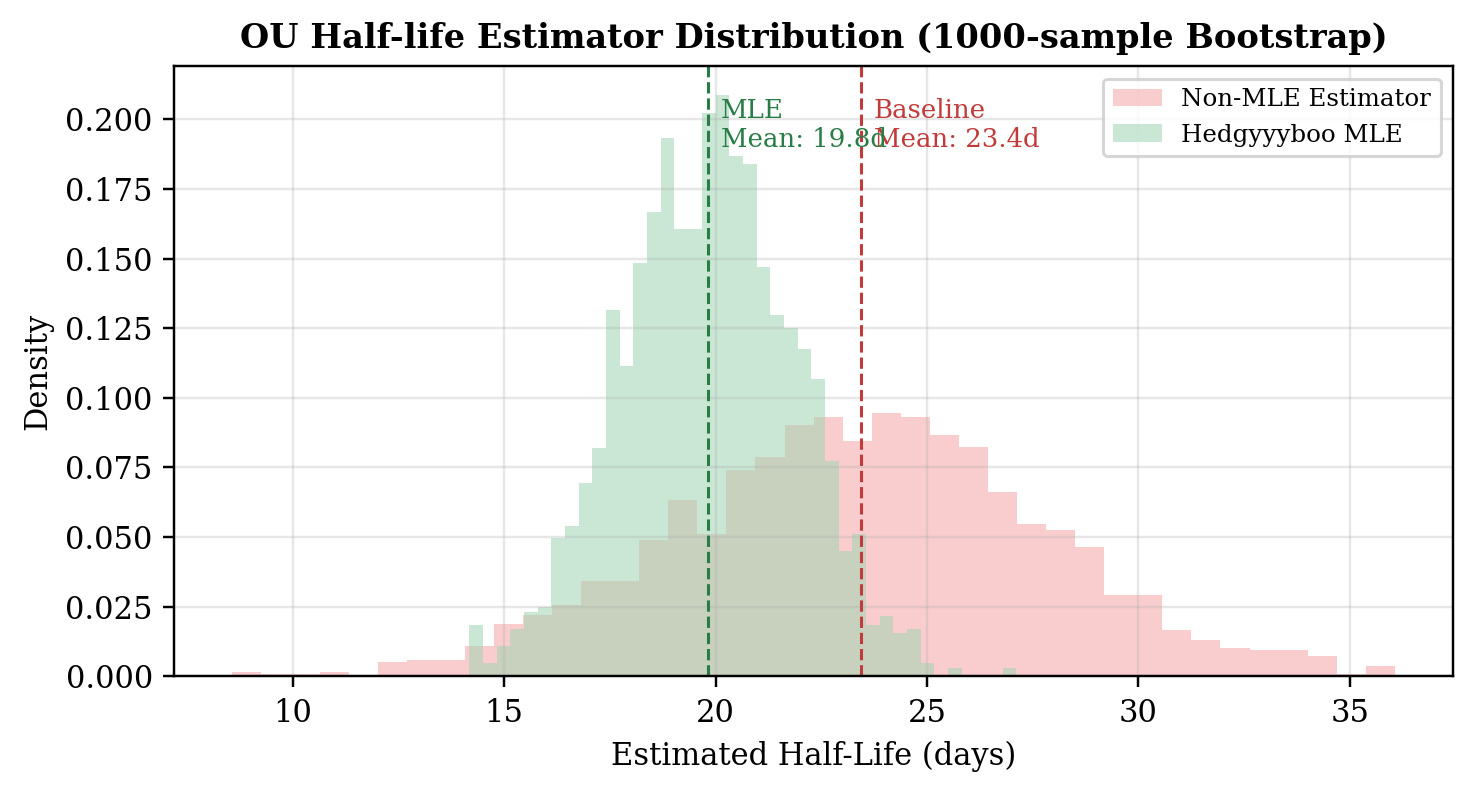 OU Half-life Estimator Distribution (1000-sample Bootstrap)
MLE
Mean: 19.8d
Baseline
Mean: 23.4d
Non-MLE Estimator
Hedgyyyboo MLE
Density
0.200
0.175
0.150
0.125
0.100
0.075
0.050
0.025
0.000
10
15
20
25
30
35
Estimated Half-Life (days)